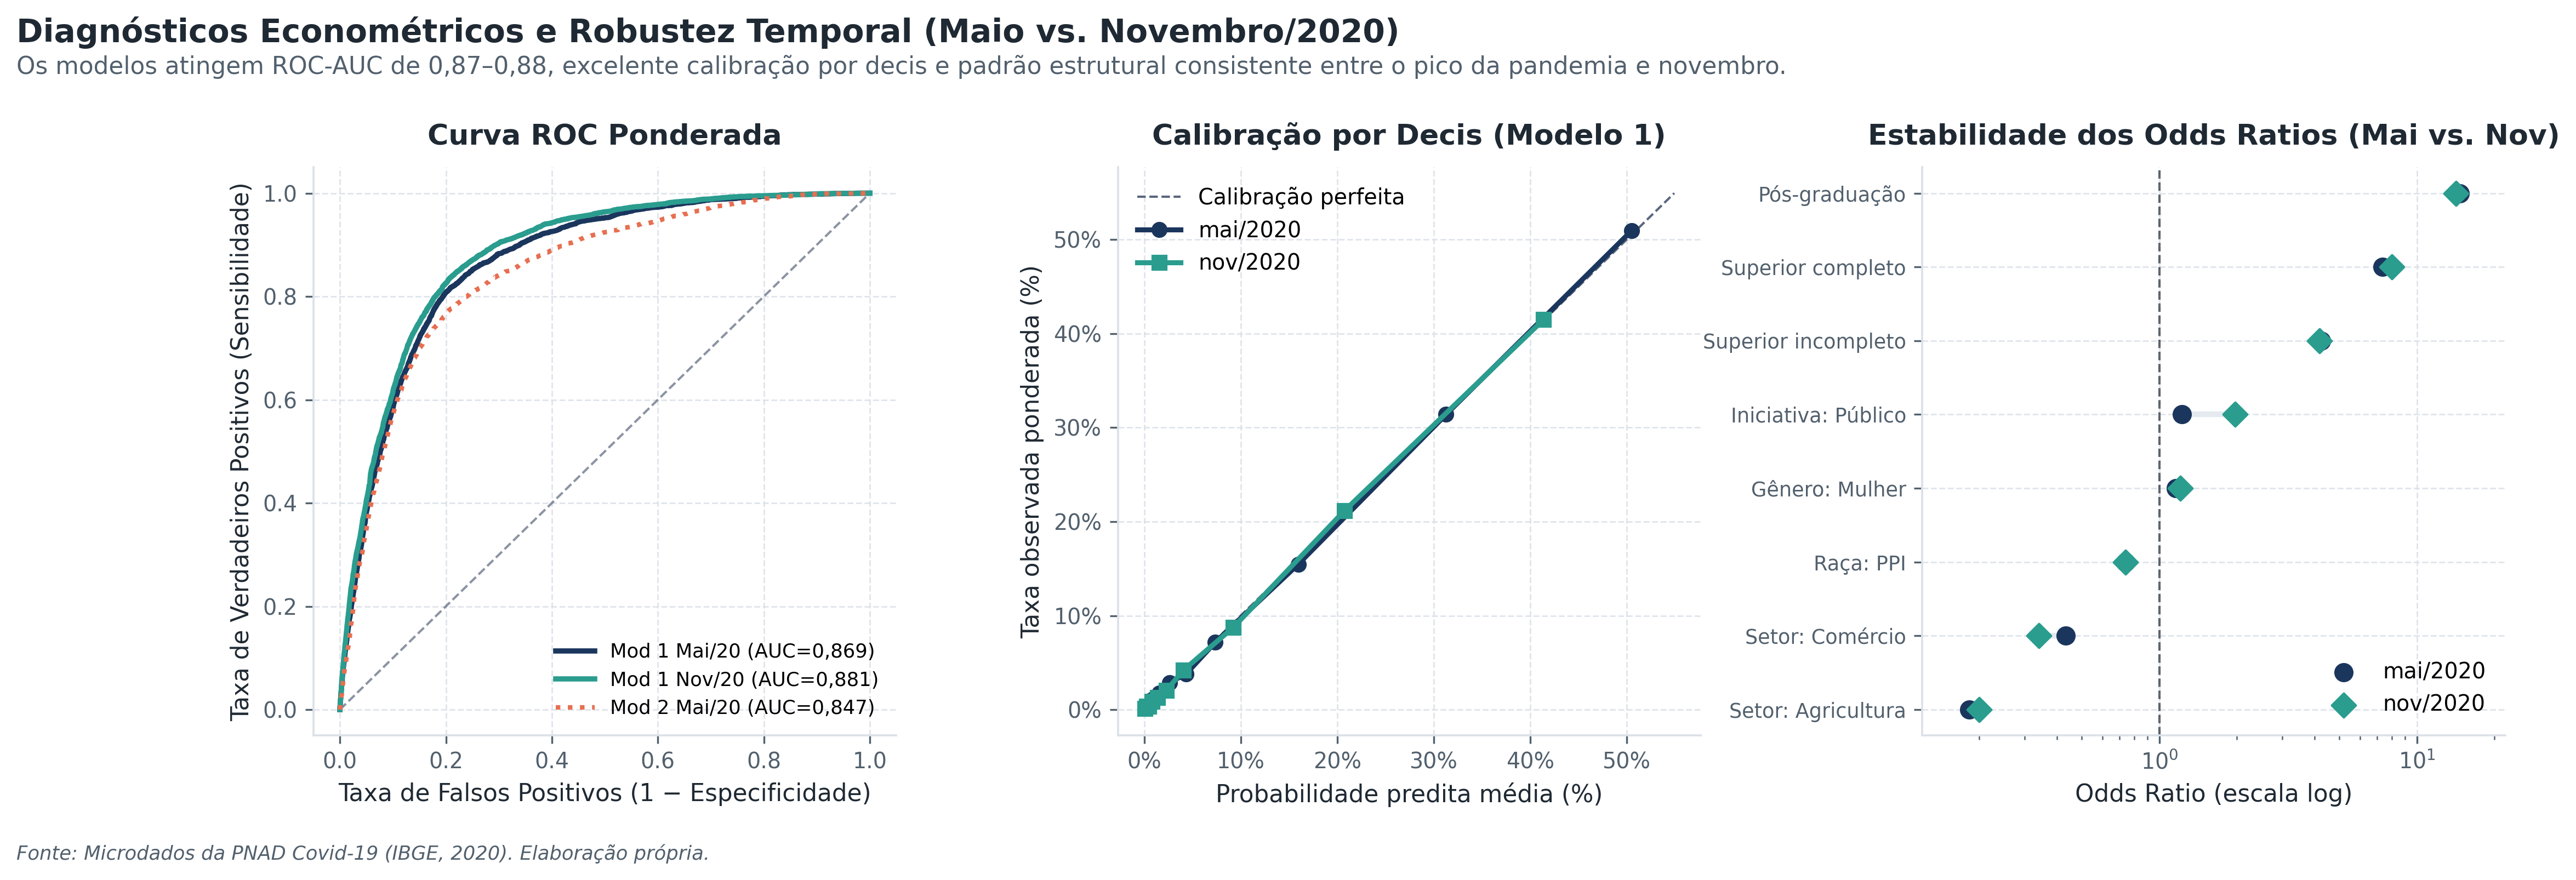 Diagnósticos Econométricos e Robustez Temporal (Maio vs. Novembro/2020)
Os modelos atingem ROC-AUC de 0,87–0,88, excelente calibração por decis e padrão estrutural consistente entre o pico da pandemia e novembro.
Curva ROC Ponderada
Taxa de Verdadeiros Positivos (Sensibilidade)
1.0
0.8
0.6
0.4
0.2
0.0
Mod 1 Mai/20 (AUC=0,869)
Mod 1 Nov/20 (AUC=0,881)
Mod 2 Mai/20 (AUC=0,847)
0.0 0.2 0.4 0.6 0.8 1.0
Taxa de Falsos Positivos (1 − Especificidade)
Calibração por Decis (Modelo 1)
Taxa observada ponderada (%)
Calibração perfeita
mai/2020
nov/2020
50%
40%
30%
20%
10%
0%
0% 10% 20% 30% 40% 50%
Probabilidade predita média (%)
Estabilidade dos Odds Ratios (Mai vs. Nov)
Pós-graduação
Superior completo
Superior incompleto
Iniciativa: Público
Gênero: Mulher
Raça: PPI
Setor: Comércio
Setor: Agricultura
mai/2020
nov/2020
10⁰ 10¹
Odds Ratio (escala log)
Fonte: Microdados da PNAD Covid-19 (IBGE, 2020). Elaboração própria.